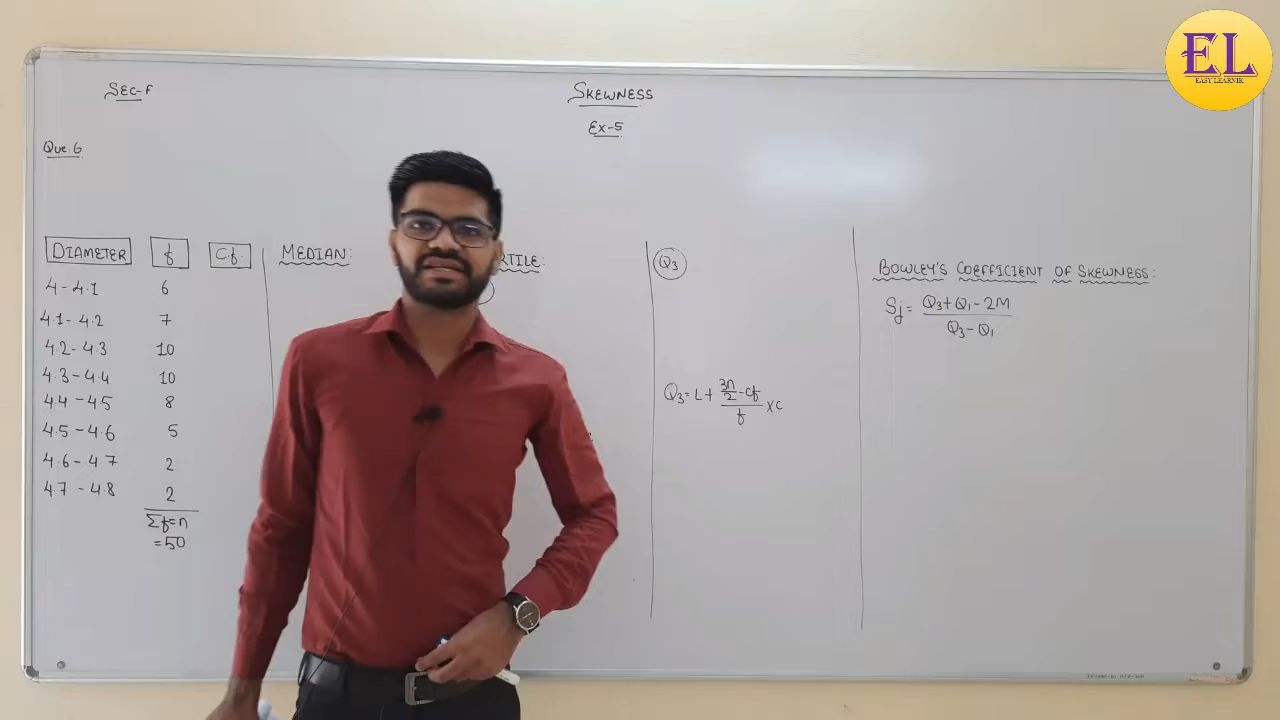 EL
EASY LEARNIK
SEC-F
SKEWNESS
EX-5
Que.6
DIAMETER f Cf
4 - 4.1 6
4.1 - 4.2 7
4.2 - 4.3 10
4.3 - 4.4 10
4.4 - 4.5 8
4.5 - 4.6 5
4.6 - 4.7 2
4.7 - 4.8 2
Σf=n
=50
MEDIAN:
RTILE:
Q3
Q3 = L + (3n/2 - cf)/f × c
BOWLEY'S COEFFICIENT OF SKEWNESS:
Sj = (Q3 + Q1 - 2M)/(Q3 - Q1)